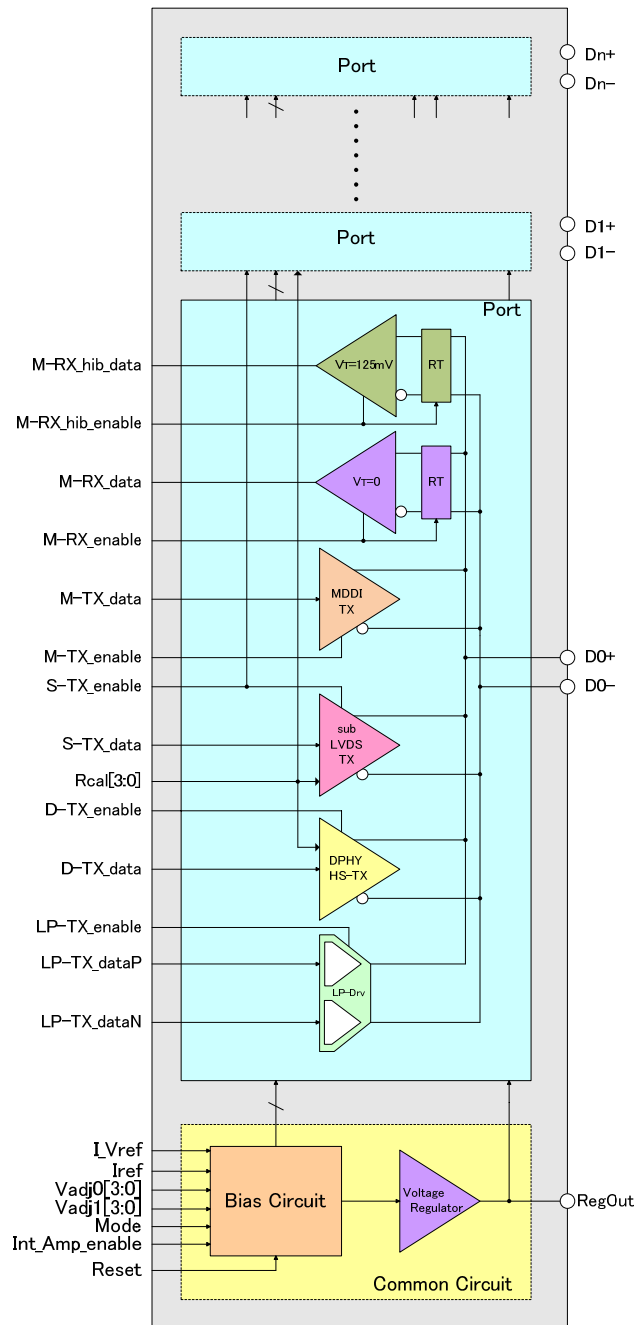 Port
Dn+
Dn-
Port
D1+
D1-
Port
M-RX_hib_data
VT=125mV
RT
M-RX_hib_enable
M-RX_data
VT=0
RT
M-RX_enable
M-TX_data
MDDI
TX
M-TX_enable
D0+
S-TX_enable
D0-
sub
LVDS
TX
S-TX_data
Rcal[3:0]
D-TX_enable
DPHY
HS-TX
D-TX_data
LP-TX_enable
LP-TX_dataP
LP-Drv
LP-TX_dataN
I_Vref
Iref
Vadj0[3:0]
Vadj1[3:0]
Mode
Int_Amp_enable
Reset
Bias Circuit
Voltage
Regulator
RegOut
Common Circuit